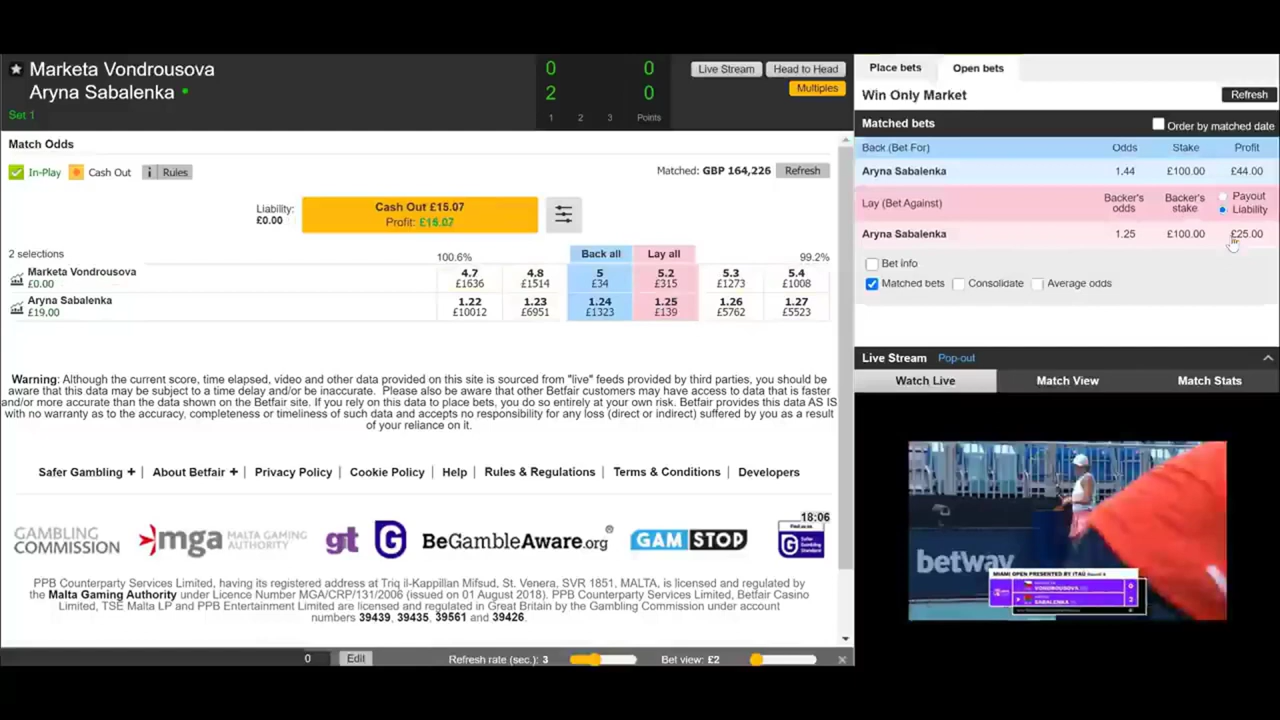 Marketa Vondrousova
Aryna Sabalenka
Set 1
0 0
2 0
1 2 3 Points
Live Stream Head to Head
Multiples
Match Odds
In-Play Cash Out i Rules
Matched: GBP 164,226 Refresh
Liability:
£0.00
Cash Out £15.07
Profit: £15.07
2 selections 100.6% Back all Lay all 99.2%
Marketa Vondrousova 4.7 4.8 5 5.2 5.3 5.4
£0.00 £1636 £1514 £34 £315 £1273 £1008
Aryna Sabalenka 1.22 1.23 1.24 1.25 1.26 1.27
£19.00 £10012 £6951 £1323 £139 £5762 £5523
Warning: Although the current score, time elapsed, video and other data provided on this site is sourced from "live" feeds provided by third parties, you should be
aware that this data may be subject to a time delay and/or be inaccurate. Please also be aware that other Betfair customers may have access to data that is faster
and/or more accurate than the data shown on the Betfair site. If you rely on this data to place bets, you do so entirely at your own risk. Betfair provides this data AS IS
with no warranty as to the accuracy, completeness or timeliness of such data and accepts no responsibility for any loss (direct or indirect) suffered by you as a result
of your reliance on it.
Safer Gambling + | About Betfair + | Privacy Policy | Cookie Policy | Help | Rules & Regulations | Terms & Conditions | Developers
18:06
GAMBLING
COMMISSION
mga MALTA GAMING
AUTHORITY
gt
G
BeGambleAware.org®
GAMSTOP
G
PPB Counterparty Services Limited, having its registered address at Triq il-Kappillan Mifsud, St. Venera, SVR 1851, MALTA, is licensed and regulated by
the Malta Gaming Authority under Licence Number
(issued on 01 August 2018). PPB Counterparty Services Limited, Betfair Casino
Limited, TSE Malta LP and PPB Entertainment Limited are licensed and regulated in Great Britain by the Gambling Commission under account
numbers 39439, 39435, 39561 and 39426.
0 Edit Refresh rate (sec.): 3 Bet view: £2
Place bets Open bets
Win Only Market Refresh
Matched bets Order by matched date
Back (Bet For) Odds Stake Profit
Aryna Sabalenka 1.44 £100.00 £44.00
Lay (Bet Against) Backer's odds Backer's stake Payout Liability
Aryna Sabalenka 1.25 £100.00 £25.00
Bet info
Matched bets Consolidate Average odds
Live Stream Pop-out
Watch Live Match View Match Stats
betway
MIAMI OPEN PRESENTED BY ITAÚ
VONDROUSOVA
SABALENKA